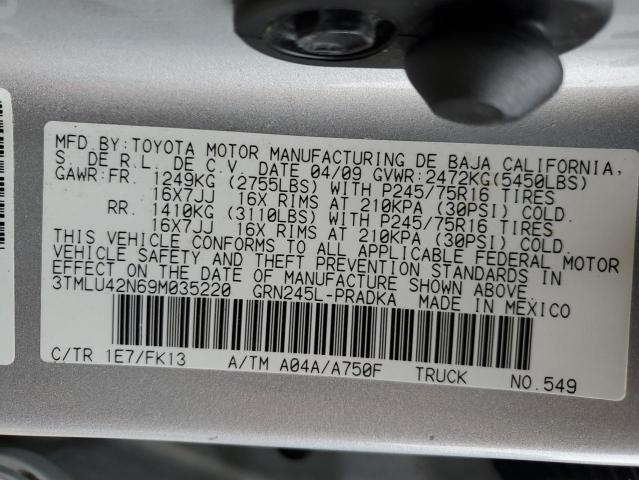 MFD.BY:TOYOTA MOTOR MANUFACTURING DE BAJA CALIFORNIA,
S. DE R.L. DE C.V. DATE 04/09 GVWR:2472KG(5450LBS)
GAWR:FR. 1249KG (2755LBS) WITH P245/75R16 TIRES
16X7JJ 16X RIMS AT 210KPA (30PSI) COLD.
RR. 1410KG (3110LBS) WITH P245/75R16 TIRES
16X7JJ 16X RIMS AT 210KPA (30PSI) COLD.
THIS VEHICLE CONFORMS TO ALL APPLICABLE FEDERAL MOTOR
VEHICLE SAFETY AND THEFT PREVENTION STANDARDS IN
EFFECT ON THE DATE OF MANUFACTURE SHOWN ABOVE.
3TMLU42N69M035220 GRN245L-PRADKA MADE IN MEXICO
C/TR 1E7/FK13 A/TM A04A/A750F TRUCK NO.549